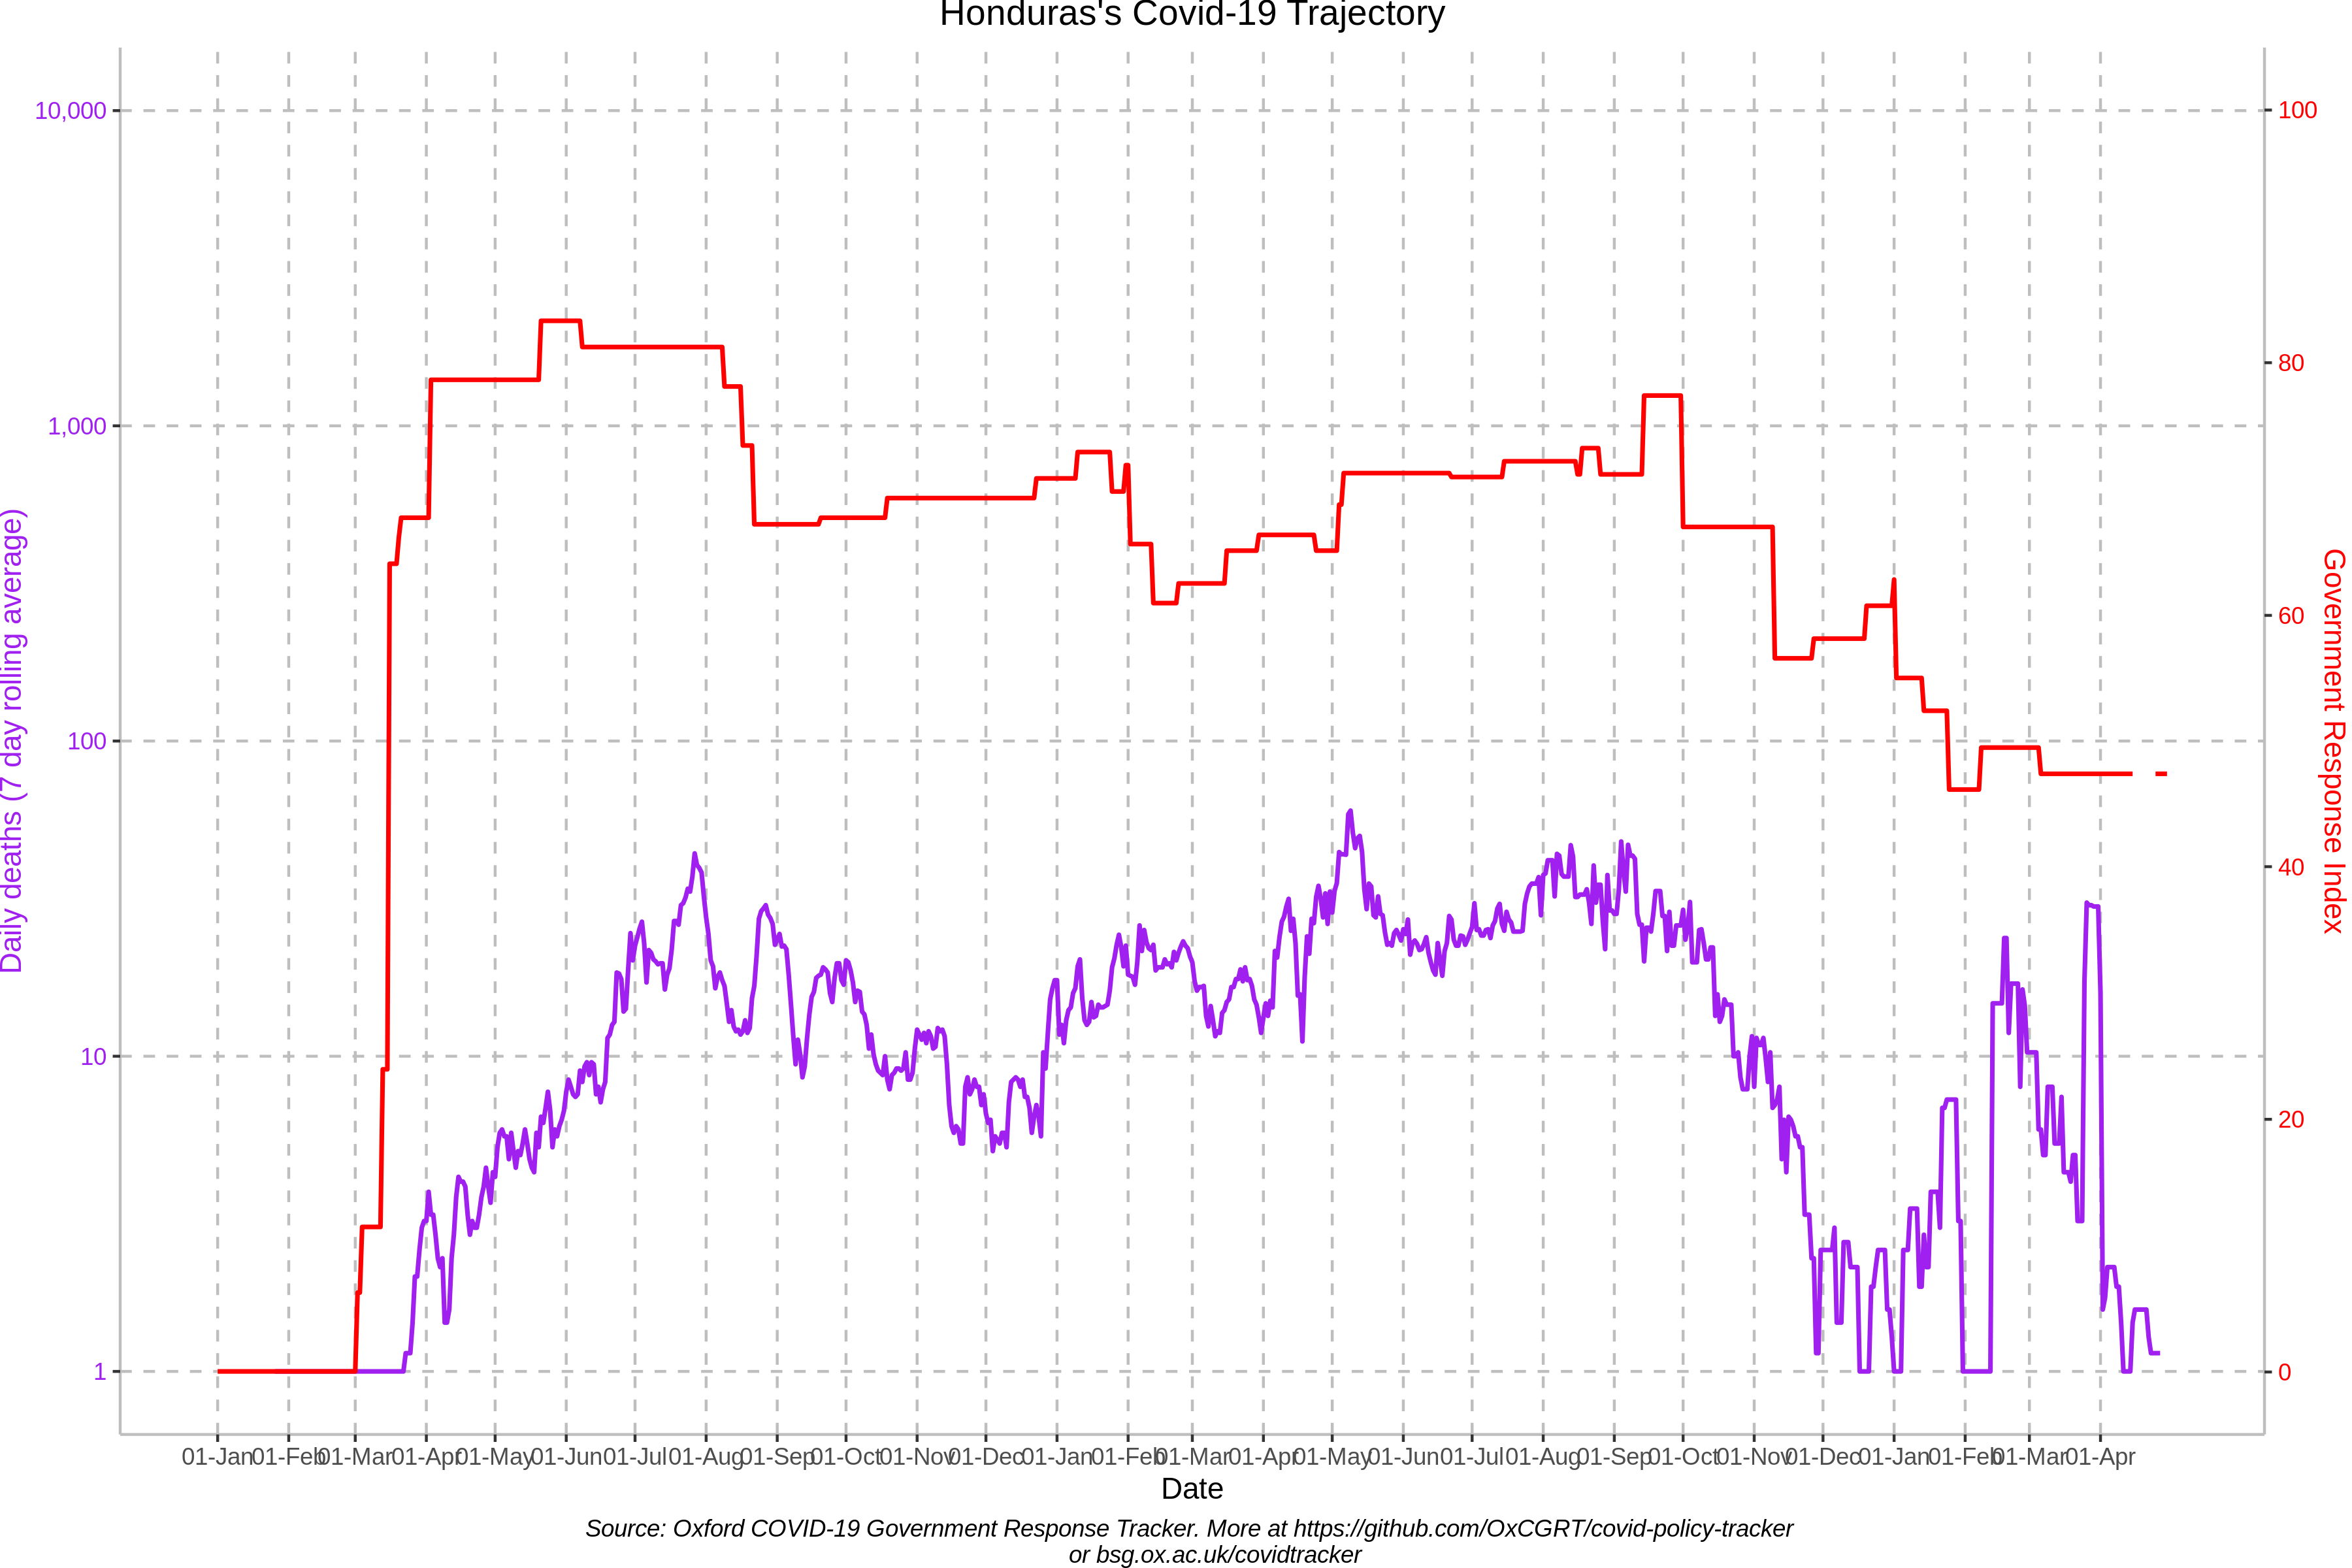 Honduras's Covid-19 Trajectory
10,000
1,000
100
10
1
Daily deaths (7 day rolling average)
100
80
60
40
20
0
Government Response Index
01-Jan 01-Feb 01-Mar 01-Apr 01-May 01-Jun 01-Jul 01-Aug 01-Sep 01-Oct 01-Nov 01-Dec 01-Jan 01-Feb 01-Mar 01-Apr 01-May 01-Jun 01-Jul 01-Aug 01-Sep 01-Oct 01-Nov 01-Dec 01-Jan 01-Feb 01-Mar 01-Apr
Date
Source: Oxford COVID-19 Government Response Tracker. More at https://github.com/OxCGRT/covid-policy-tracker
or bsg.ox.ac.uk/covidtracker